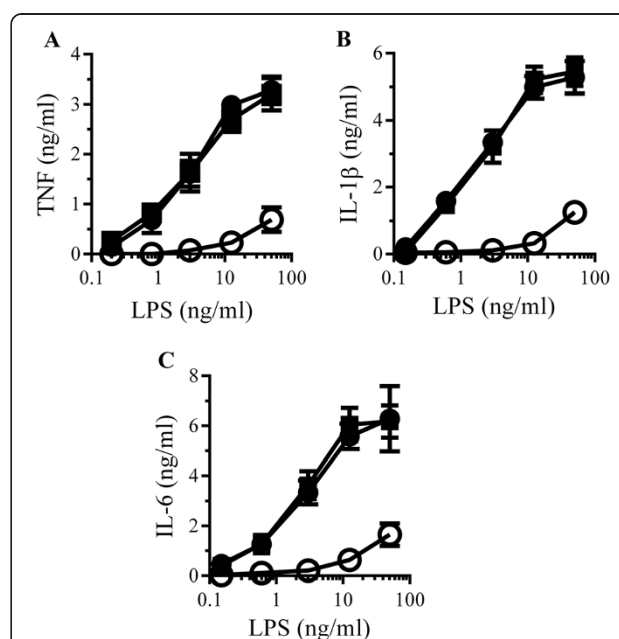 A
TNF (ng/ml)
4
3
2
1
0
0.1 1 10 100
LPS (ng/ml)
B
IL-1β (ng/ml)
6
4
2
0
0.1 1 10 100
LPS (ng/ml)
C
IL-6 (ng/ml)
8
6
4
2
0
0.1 1 10 100
LPS (ng/ml)